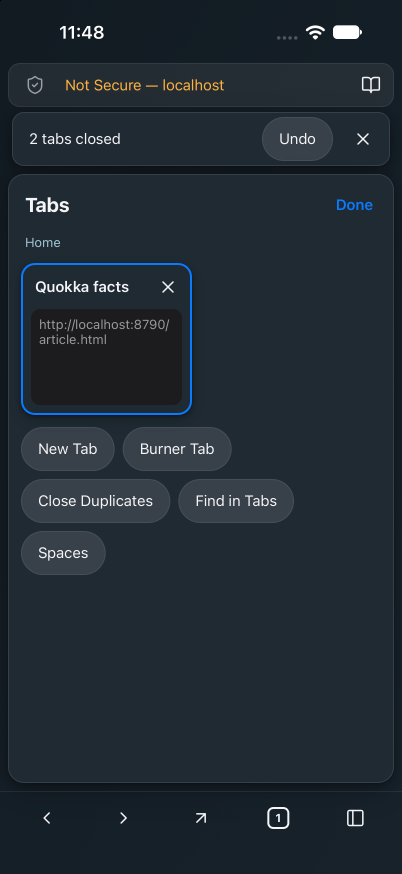 11:48
Not Secure — localhost
2 tabs closed
Undo
Tabs
Done
Home
Quokka facts
http://localhost:8790/
article.html
New Tab
Burner Tab
Close Duplicates
Find in Tabs
Spaces
1